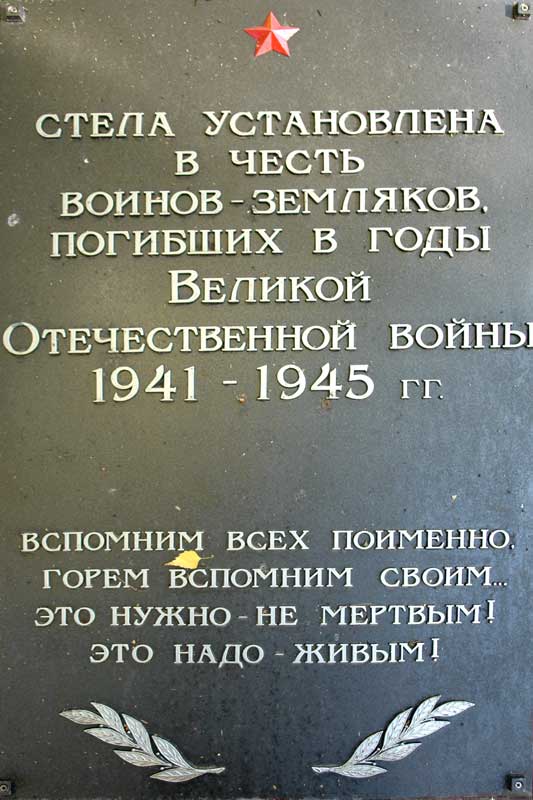 СТЕЛА УСТАНОВЛЕНА
В ЧЕСТЬ
ВОИНОВ-ЗЕМЛЯКОВ,
ПОГИБШИХ В ГОДЫ
ВЕЛИКОЙ
ОТЕЧЕСТВЕННОЙ ВОЙНЫ
1941 - 1945 ГГ.
ВСПОМНИМ ВСЕХ ПОИМЕННО,
ГОРЕМ ВСПОМНИМ СВОИМ...
ЭТО НУЖНО - НЕ МЕРТВЫМ!
ЭТО НАДО - ЖИВЫМ!